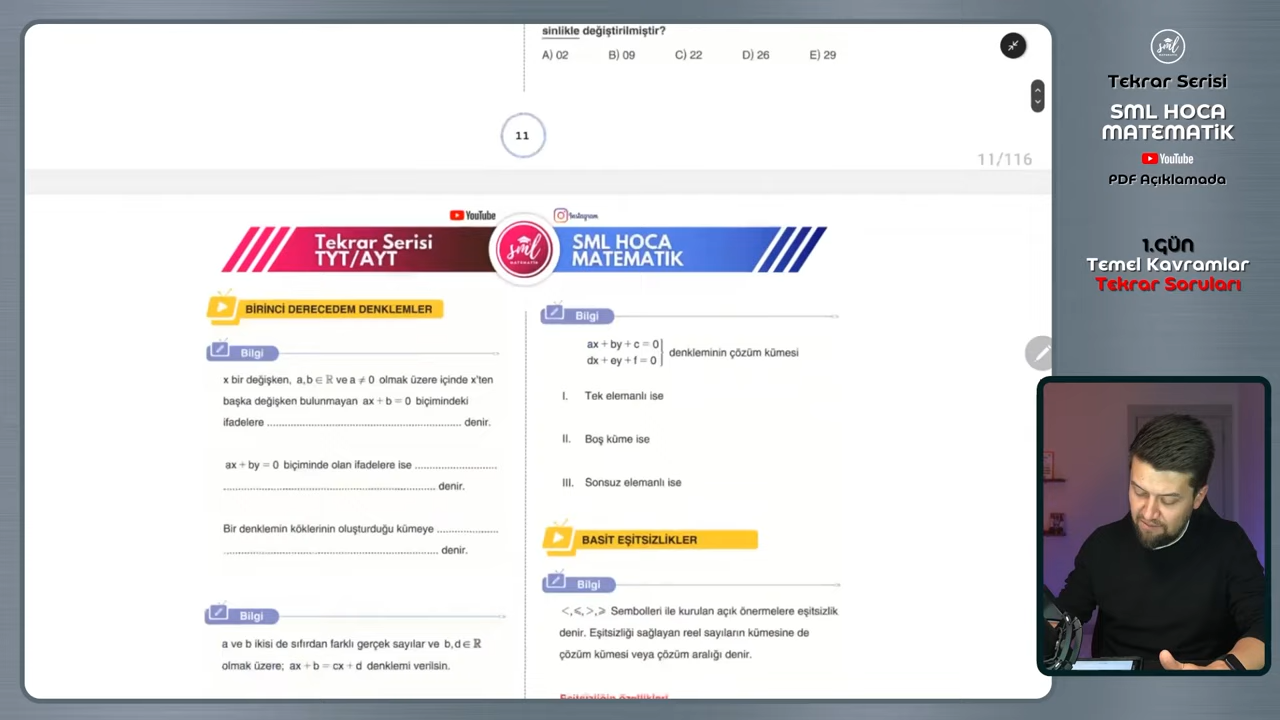 sinlikle değiştirilmiştir?
A) 02 B) 09 C) 22 D) 26 E) 29
11
11/116
YouTube
Instagram
Tekrar Serisi
TYT/AYT
sml
MATEMATİK
SML HOCA
MATEMATİK
BİRİNCİ DERECEDEM DENKLEMLER
Bilgi
x bir değişken, a,b ∈ ℝ ve a ≠ 0 olmak üzere içinde x'ten
başka değişken bulunmayan ax + b = 0 biçimindeki
ifadelere ........................................................ denir.
ax + by = 0 biçiminde olan ifadelere ise ........................
.............................................................. denir.
Bir denklemin köklerinin oluşturduğu kümeye ..................
............................................................... denir.
Bilgi
a ve b ikisi de sıfırdan farklı gerçek sayılar ve b,d ∈ ℝ
olmak üzere; ax + b = cx + d denklemi verilsin.
Bilgi
ax + by + c = 0
dx + ey + f = 0
denkleminin çözüm kümesi
I. Tek elemanlı ise
II. Boş küme ise
III. Sonsuz elemanlı ise
BASİT EŞİTSİZLİKLER
Bilgi
<,⩽,>,⩾ Sembolleri ile kurulan açık önermelere eşitsizlik
denir. Eşitsizliği sağlayan reel sayıların kümesine de
çözüm kümesi veya çözüm aralığı denir.
Eşitsizliğin özellikleri
sml
Tekrar Serisi
SML HOCA
MATEMATİK
YouTube
PDF Açıklamada
1.GÜN
Temel Kavramlar
Tekrar Soruları